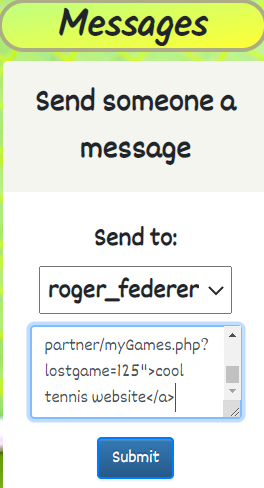 Messages
Send someone a
message
Send to:
roger_federer
partner/myGames.php?
lostgame=125">cool
tennis website</a>
Submit